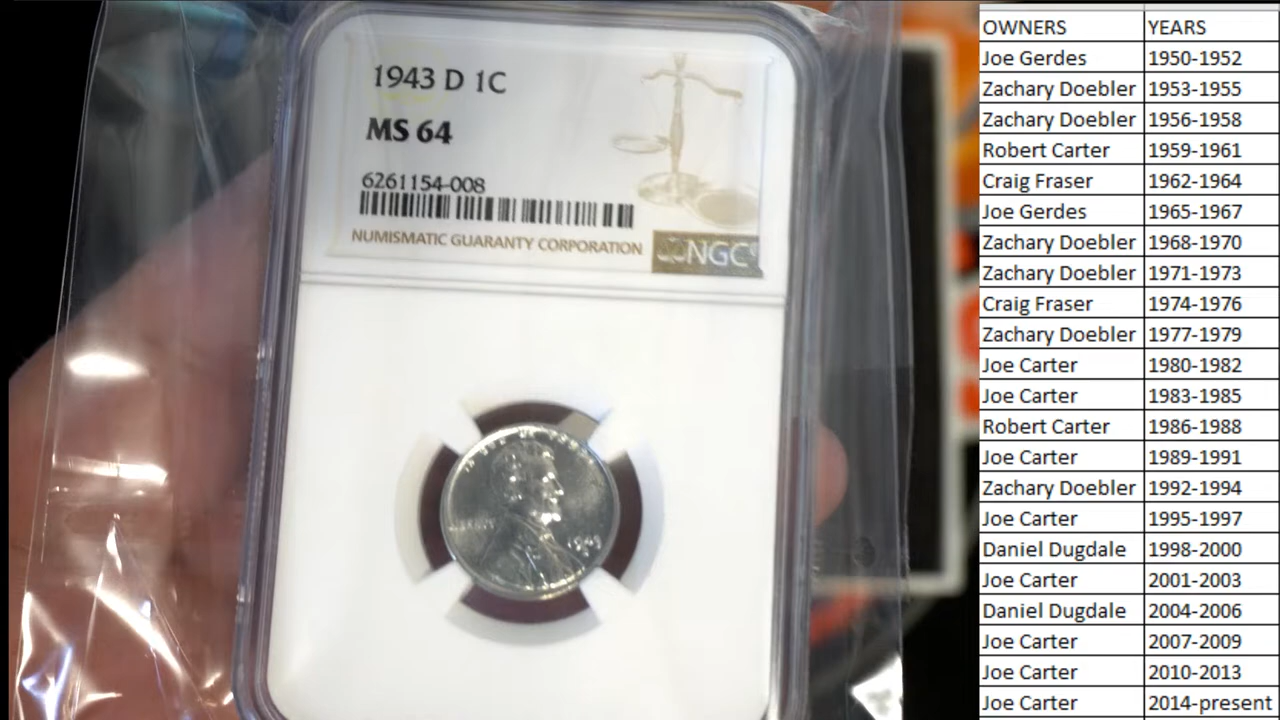 1943 D 1C
MS 64
6261154-008
NUMISMATIC GUARANTY CORPORATION
NGC
1943
OWNERS YEARS
Joe Gerdes 1950-1952
Zachary Doebler 1953-1955
Zachary Doebler 1956-1958
Robert Carter 1959-1961
Craig Fraser 1962-1964
Joe Gerdes 1965-1967
Zachary Doebler 1968-1970
Zachary Doebler 1971-1973
Craig Fraser 1974-1976
Zachary Doebler 1977-1979
Joe Carter 1980-1982
Joe Carter 1983-1985
Robert Carter 1986-1988
Joe Carter 1989-1991
Zachary Doebler 1992-1994
Joe Carter 1995-1997
Daniel Dugdale 1998-2000
Joe Carter 2001-2003
Daniel Dugdale 2004-2006
Joe Carter 2007-2009
Joe Carter 2010-2013
Joe Carter 2014-present